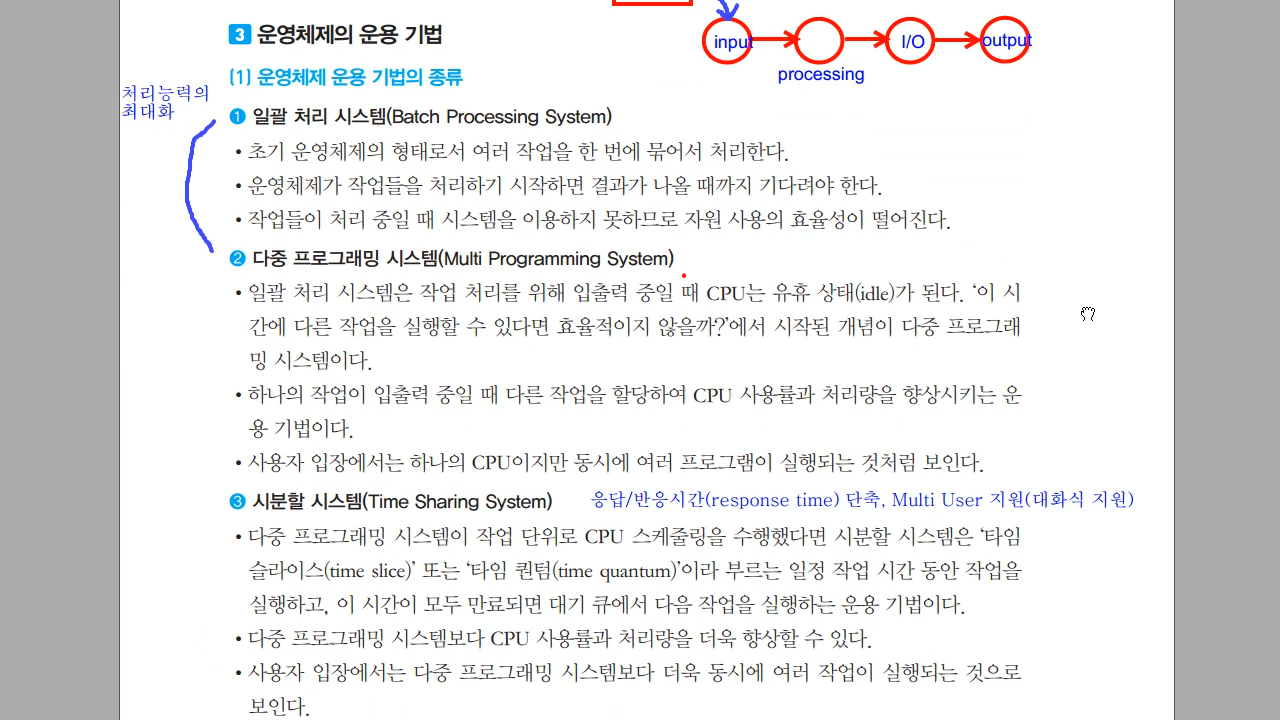 3 운영체제의 운용 기법
input
I/O
output
processing
(1) 운영체제 운용 기법의 종류
처리능력의
최대화
❶ 일괄 처리 시스템(Batch Processing System)
• 초기 운영체제의 형태로서 여러 작업을 한 번에 묶어서 처리한다.
• 운영체제가 작업들을 처리하기 시작하면 결과가 나올 때까지 기다려야 한다.
• 작업들이 처리 중일 때 시스템을 이용하지 못하므로 자원 사용의 효율성이 떨어진다.
❷ 다중 프로그래밍 시스템(Multi Programming System)
• 일괄 처리 시스템은 작업 처리를 위해 입출력 중일 때 CPU는 유휴 상태(idle)가 된다. ‘이 시
간에 다른 작업을 실행할 수 있다면 효율적이지 않을까?’에서 시작된 개념이 다중 프로그래
밍 시스템이다.
• 하나의 작업이 입출력 중일 때 다른 작업을 할당하여 CPU 사용률과 처리량을 향상시키는 운
용 기법이다.
• 사용자 입장에서는 하나의 CPU이지만 동시에 여러 프로그램이 실행되는 것처럼 보인다.
❸ 시분할 시스템(Time Sharing System) 응답/반응시간(response time) 단축, Multi User 지원(대화식 지원)
• 다중 프로그래밍 시스템이 작업 단위로 CPU 스케줄링을 수행했다면 시분할 시스템은 ‘타임
슬라이스(time slice)’ 또는 ‘타임 퀀텀(time quantum)’이라 부르는 일정 작업 시간 동안 작업을
실행하고, 이 시간이 모두 만료되면 대기 큐에서 다음 작업을 실행하는 운용 기법이다.
• 다중 프로그래밍 시스템보다 CPU 사용률과 처리량을 더욱 향상할 수 있다.
• 사용자 입장에서는 다중 프로그래밍 시스템보다 더욱 동시에 여러 작업이 실행되는 것으로
보인다.